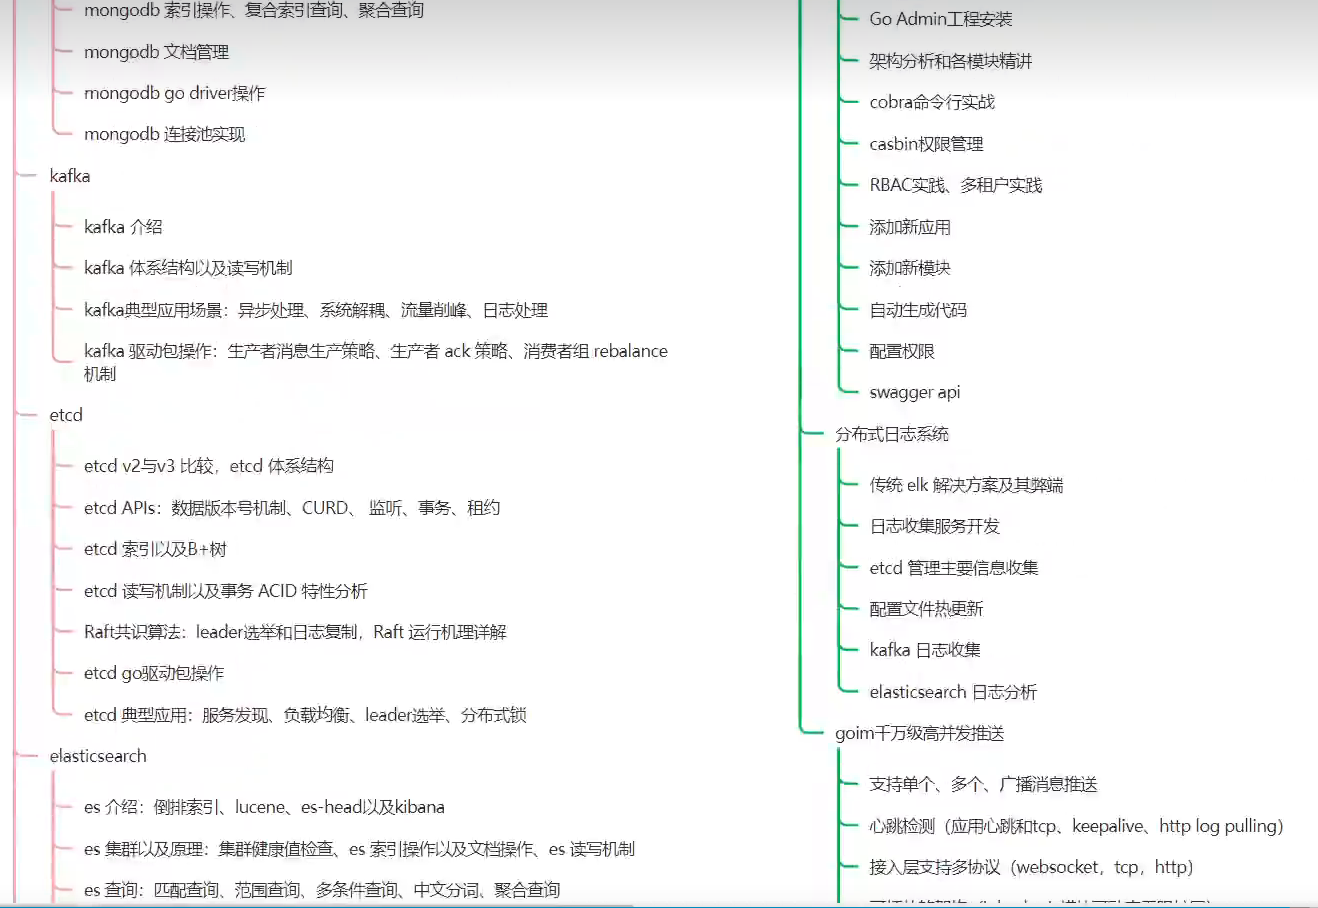 mongodb 索引操作、复合索引查询、聚合查询
mongodb 文档管理
mongodb go driver操作
mongodb 连接池实现
kafka
kafka 介绍
kafka 体系结构以及读写机制
kafka典型应用场景：异步处理、系统解耦、流量削峰、日志处理
kafka 驱动包操作：生产者消息生产策略、生产者 ack 策略、消费者组 rebalance
机制
etcd
etcd v2与v3 比较，etcd 体系结构
etcd APIs：数据版本号机制、CURD、 监听、事务、租约
etcd 索引以及B+树
etcd 读写机制以及事务 ACID 特性分析
Raft共识算法：leader选举和日志复制，Raft 运行机理详解
etcd go驱动包操作
etcd 典型应用：服务发现、负载均衡、leader选举、分布式锁
elasticsearch
es 介绍：倒排索引、lucene、es-head以及kibana
es 集群以及原理：集群健康值检查、es 索引操作以及文档操作、es 读写机制
es 查询：匹配查询、范围查询、多条件查询、中文分词、聚合查询
Go Admin工程安装
架构分析和各模块精讲
cobra命令行实战
casbin权限管理
RBAC实践、多租户实践
添加新应用
添加新模块
自动生成代码
配置权限
swagger api
分布式日志系统
传统 elk 解决方案及其弊端
日志收集服务开发
etcd 管理主要信息收集
配置文件热更新
kafka 日志收集
elasticsearch 日志分析
goim千万级高并发推送
支持单个、多个、广播消息推送
心跳检测（应用心跳和tcp、keepalive、http log pulling）
接入层支持多协议（websocket，tcp，http）